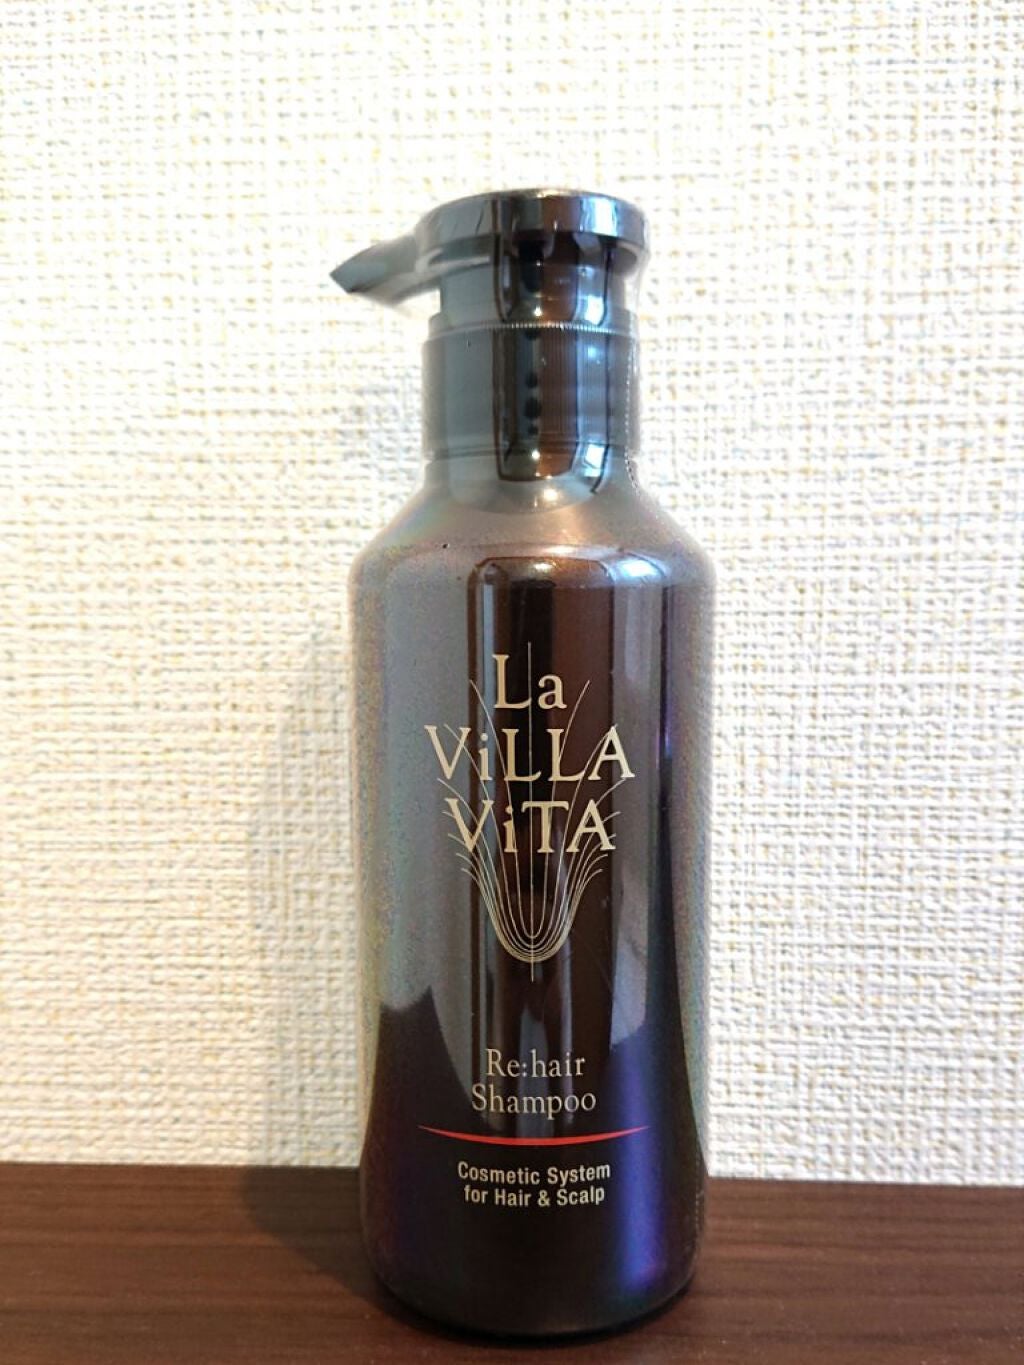 La
ViLLA
ViTA
Re:hair
Shampoo
Cosmetic System
for Hair & Scalp